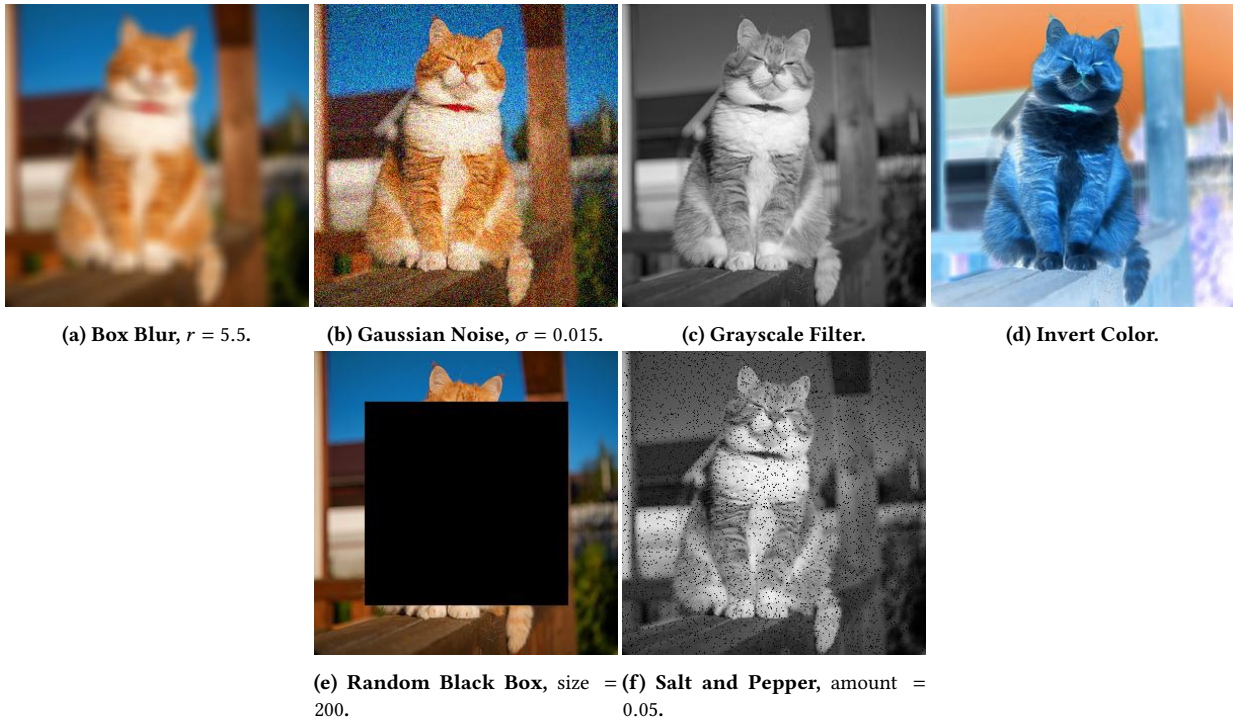 (a) Box Blur, r = 5.5.
(b) Gaussian Noise, σ = 0.015.
(c) Grayscale Filter.
(d) Invert Color.
(e) Random Black Box, size =
200.
(f) Salt and Pepper, amount =
0.05.